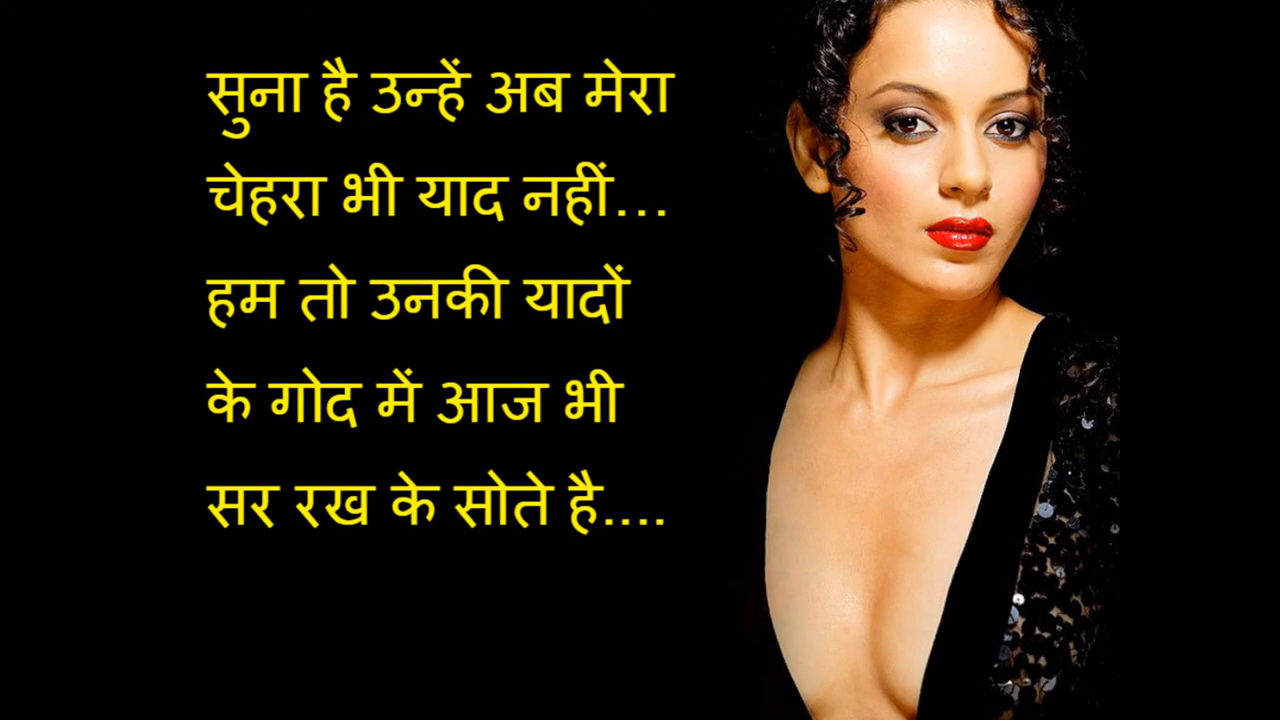 सुना है उन्हें अब मेरा
चेहरा भी याद नहीं...
हम तो उनकी यादों
के गोद में आज भी
सर रख के सोते है....